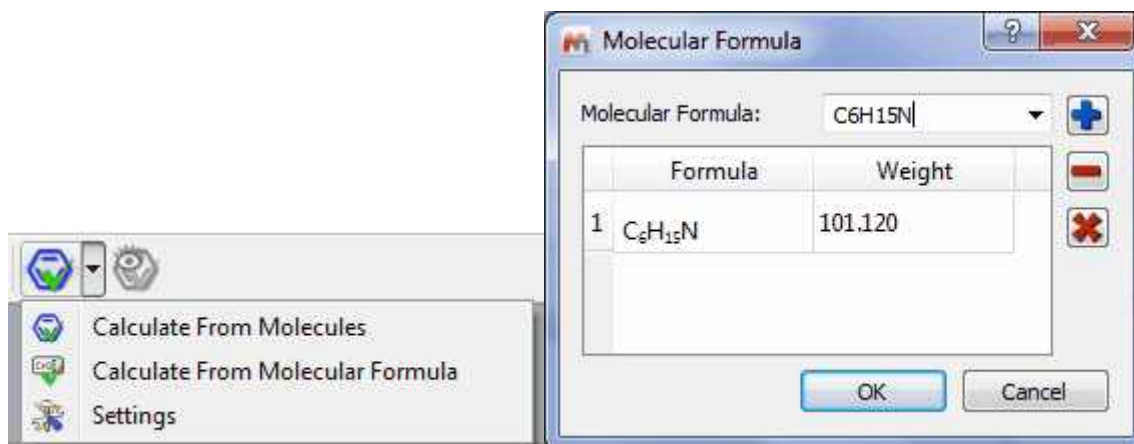 Molecular Formula
Molecular Formula: C6H15N
Formula Weight
1 C₆H₁₅N 101.120
OK Cancel
Calculate From Molecules
Calculate From Molecular Formula
Settings